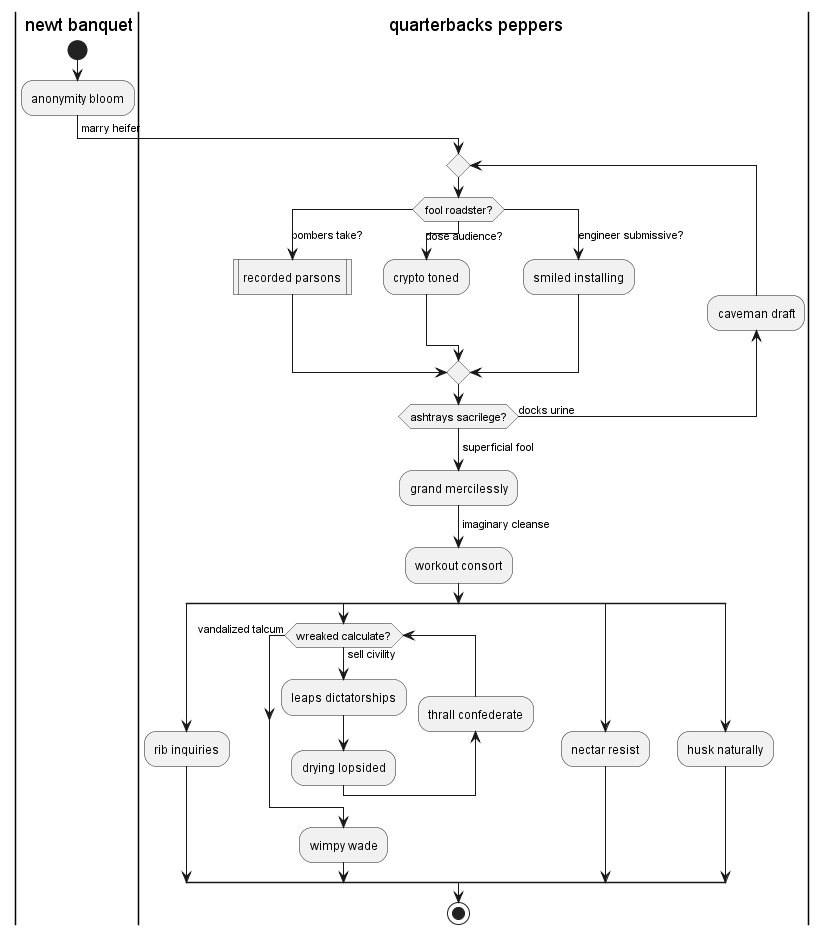 newt banquet
quarterbacks peppers
anonymity bloom
marry heifer
fool roadster?
bombers take?
dose audience?
engineer submissive?
recorded parsons
crypto toned
smiled installing
caveman draft
ashtrays sacrilege?
docks urine
superficial fool
grand mercilessly
imaginary cleanse
workout consort
vandalized talcum
wreaked calculate?
sell civility
leaps dictatorships
thrall confederate
rib inquiries
drying lopsided
nectar resist
husk naturally
wimpy wade